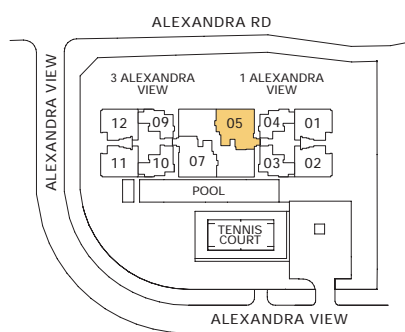 ALEXANDRA RD
ALEXANDRA VIEW
3 ALEXANDRA
VIEW
1 ALEXANDRA
VIEW
12
09
05
04
01
11
10
07
03
02
POOL
TENNIS
COURT
ALEXANDRA VIEW